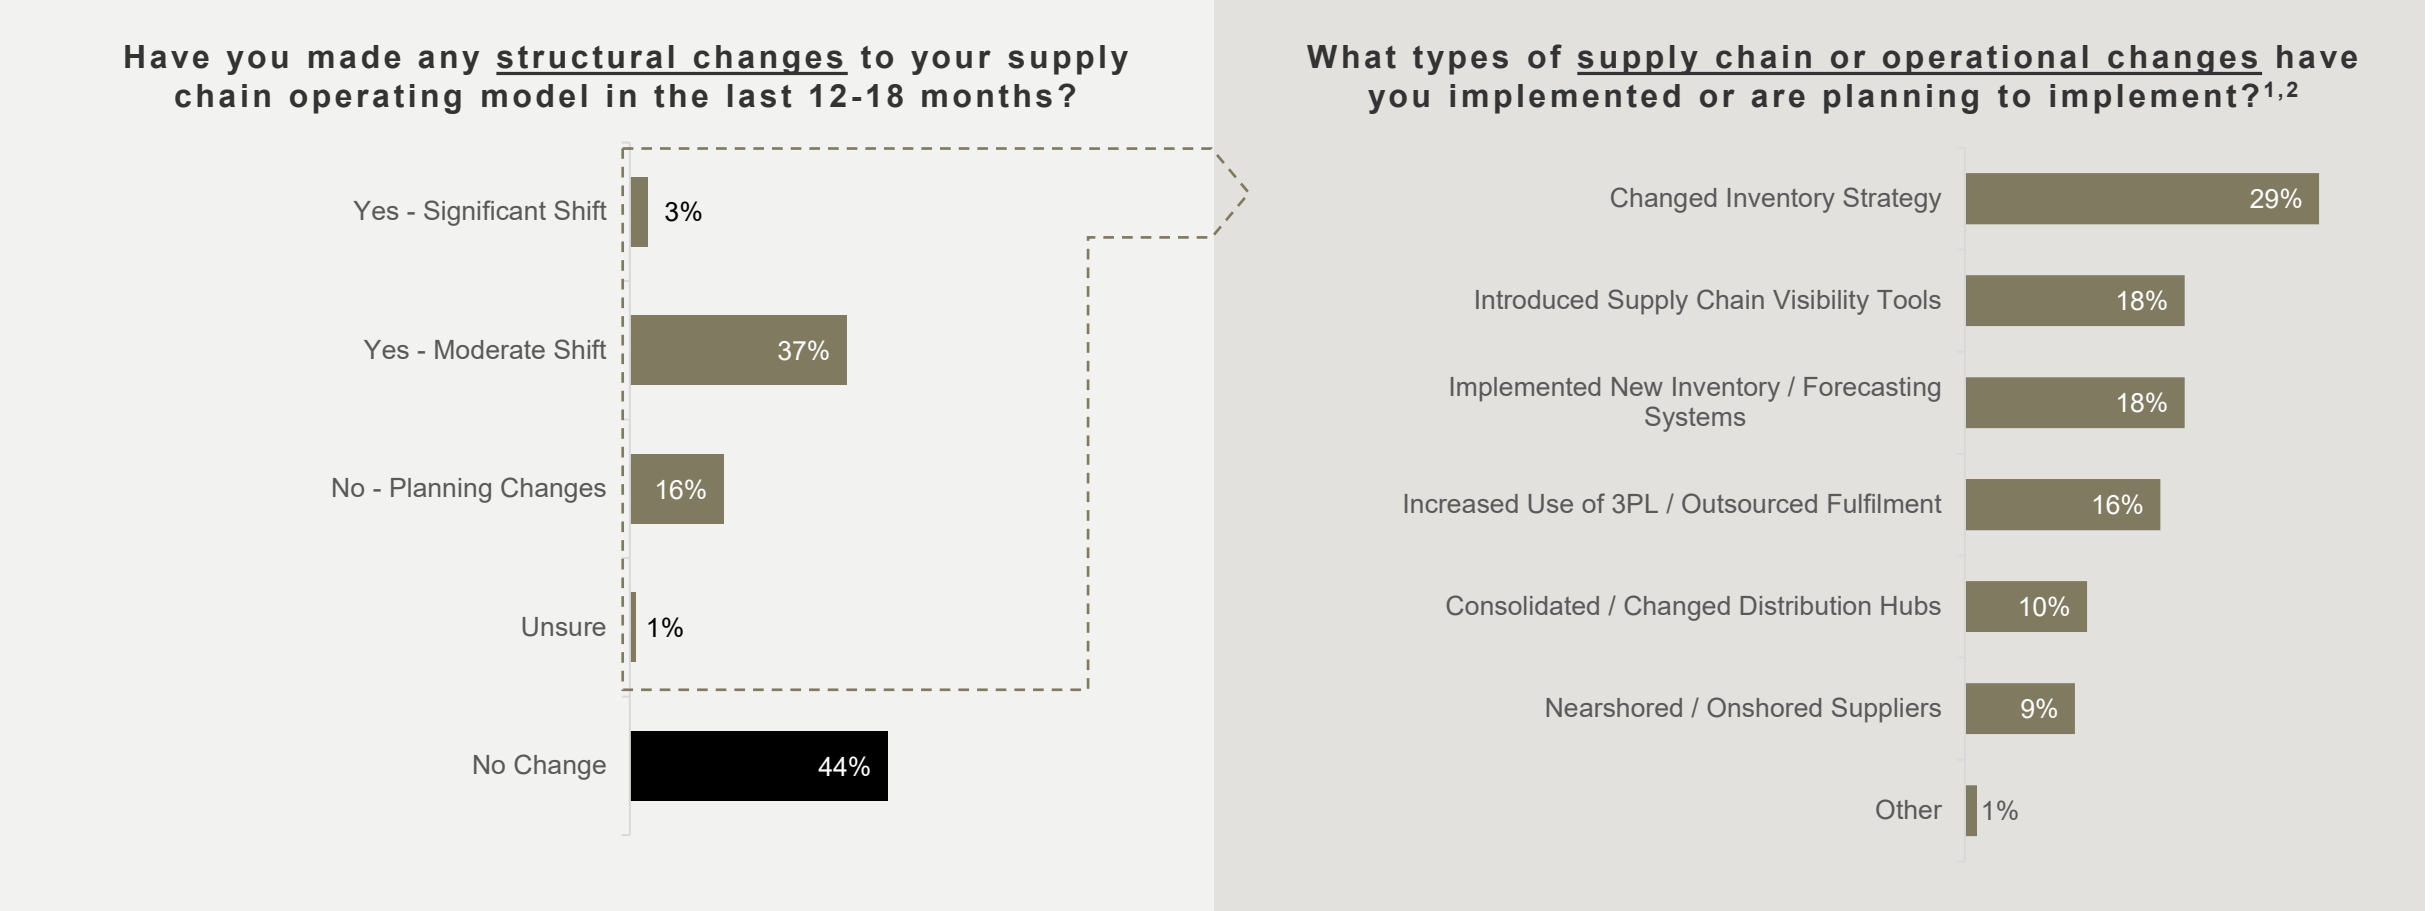 Have you made any structural changes to your supply
chain operating model in the last 12-18 months?
Yes - Significant Shift 3%
Yes - Moderate Shift 37%
No - Planning Changes 16%
Unsure 1%
No Change 44%
What types of supply chain or operational changes have
you implemented or are planning to implement?1,2
Changed Inventory Strategy 29%
Introduced Supply Chain Visibility Tools 18%
Implemented New Inventory / Forecasting
Systems 18%
Increased Use of 3PL / Outsourced Fulfilment 16%
Consolidated / Changed Distribution Hubs 10%
Nearshored / Onshored Suppliers 9%
Other 1%